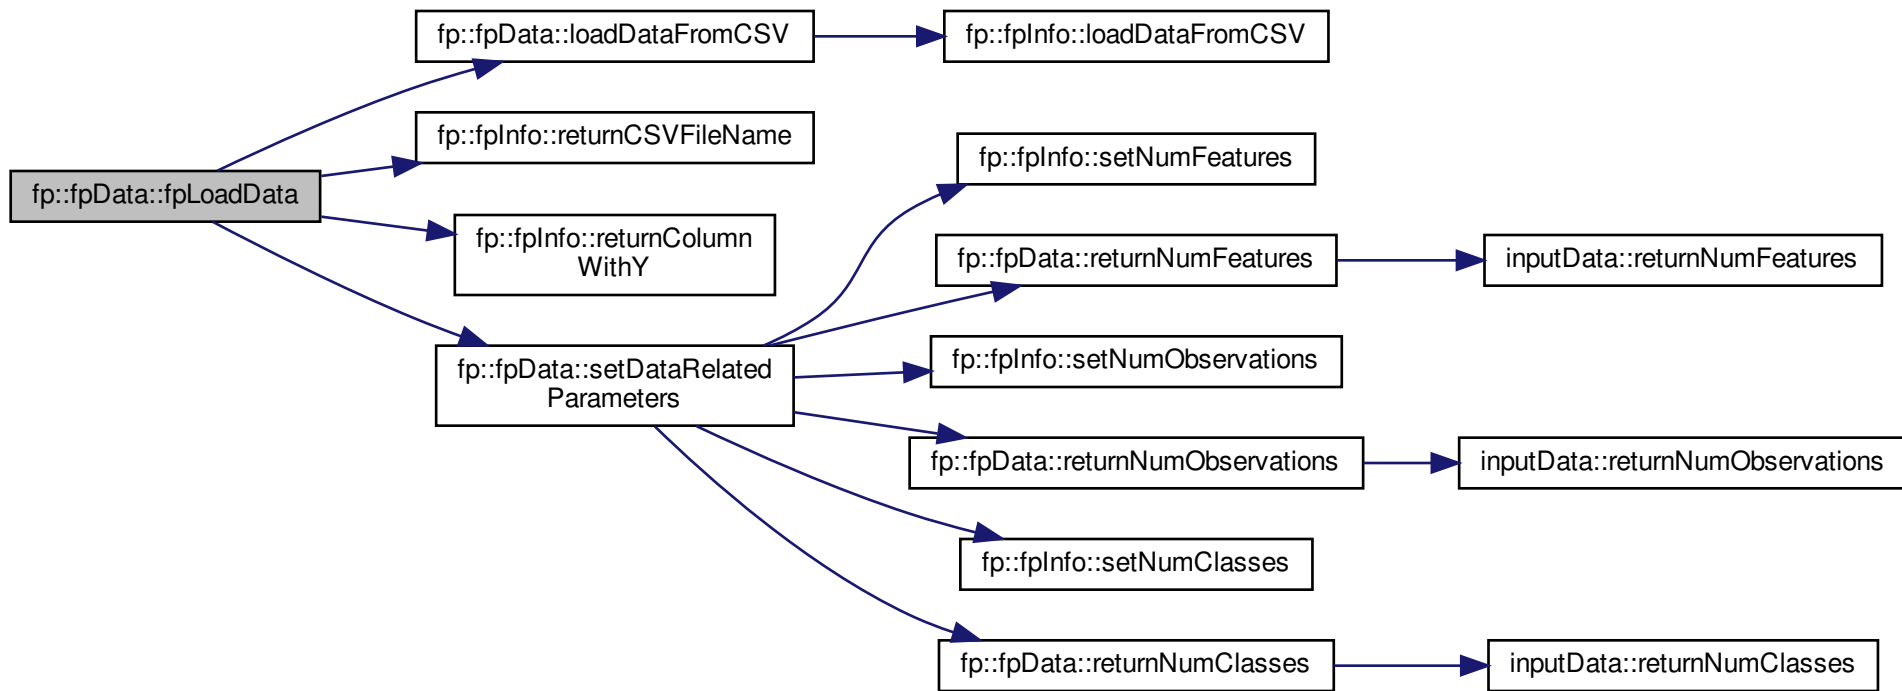 fp::fpData::loadDataFromCSV
fp::fpInfo::loadDataFromCSV
fp::fpInfo::returnCSVFileName
fp::fpInfo::setNumFeatures
fp::fpData::fpLoadData
fp::fpInfo::returnColumn
WithY
fp::fpData::returnNumFeatures
inputData::returnNumFeatures
fp::fpData::setDataRelated
Parameters
fp::fpInfo::setNumObservations
fp::fpData::returnNumObservations
inputData::returnNumObservations
fp::fpInfo::setNumClasses
fp::fpData::returnNumClasses
inputData::returnNumClasses